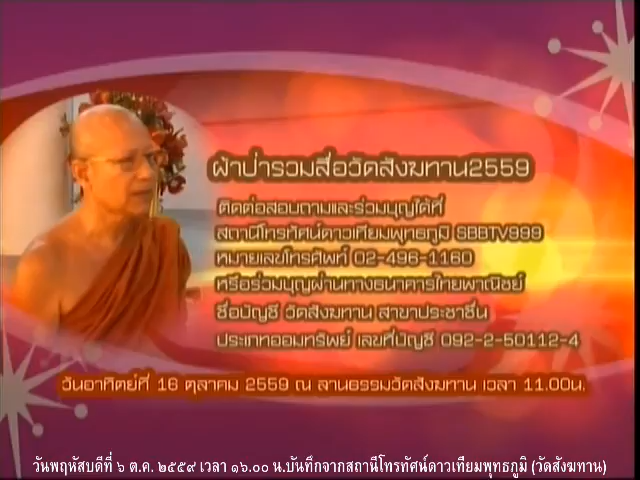 ผ้าป่ารวมสื่อวัดสังฆทาน2559
ติดต่อสอบถามและร่วมบุญได้ที่
สถานีโทรทัศน์ดาวเทียมพุทธภูมิ SBBTV999
หมายเลขโทรศัพท์ 02-496-1160
หรือร่วมบุญผ่านทางธนาคารไทยพาณิชย์
ชื่อบัญชี วัดสังฆทาน สาขาประชาชื่น
ประเภทออมทรัพย์ เลขที่บัญชี 092-2-50112-4
วันอาทิตย์ที่ 16 ตุลาคม 2559 ณ ลานธรรมวัดสังฆทาน เวลา 11.00น.
วันพฤหัสบดีที่ ๖ ต.ค. ๒๕๕๙ เวลา ๑๖.๐๐ น.บันทึกจากสถานีโทรทัศน์ดาวเทียมพุทธภูมิ (วัดสังฆทาน)